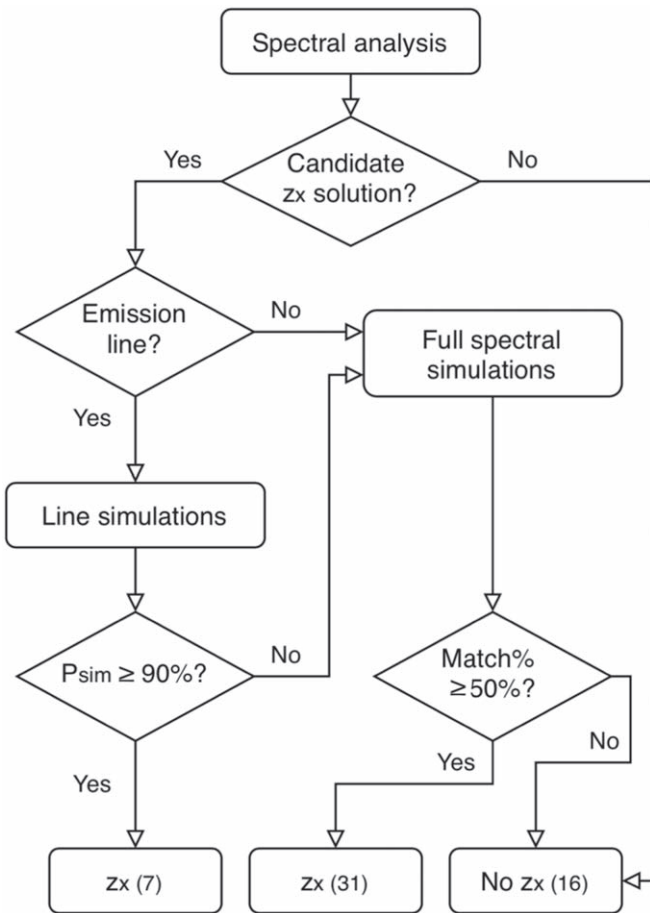 Spectral analysis
Yes
Candidate
zx solution?
No
Emission
line?
No
Full spectral
simulations
Yes
Line simulations
Psim ≥ 90%?
No
Match%
≥50%?
Yes
Yes
No
zx (7)
zx (31)
No zx (16)